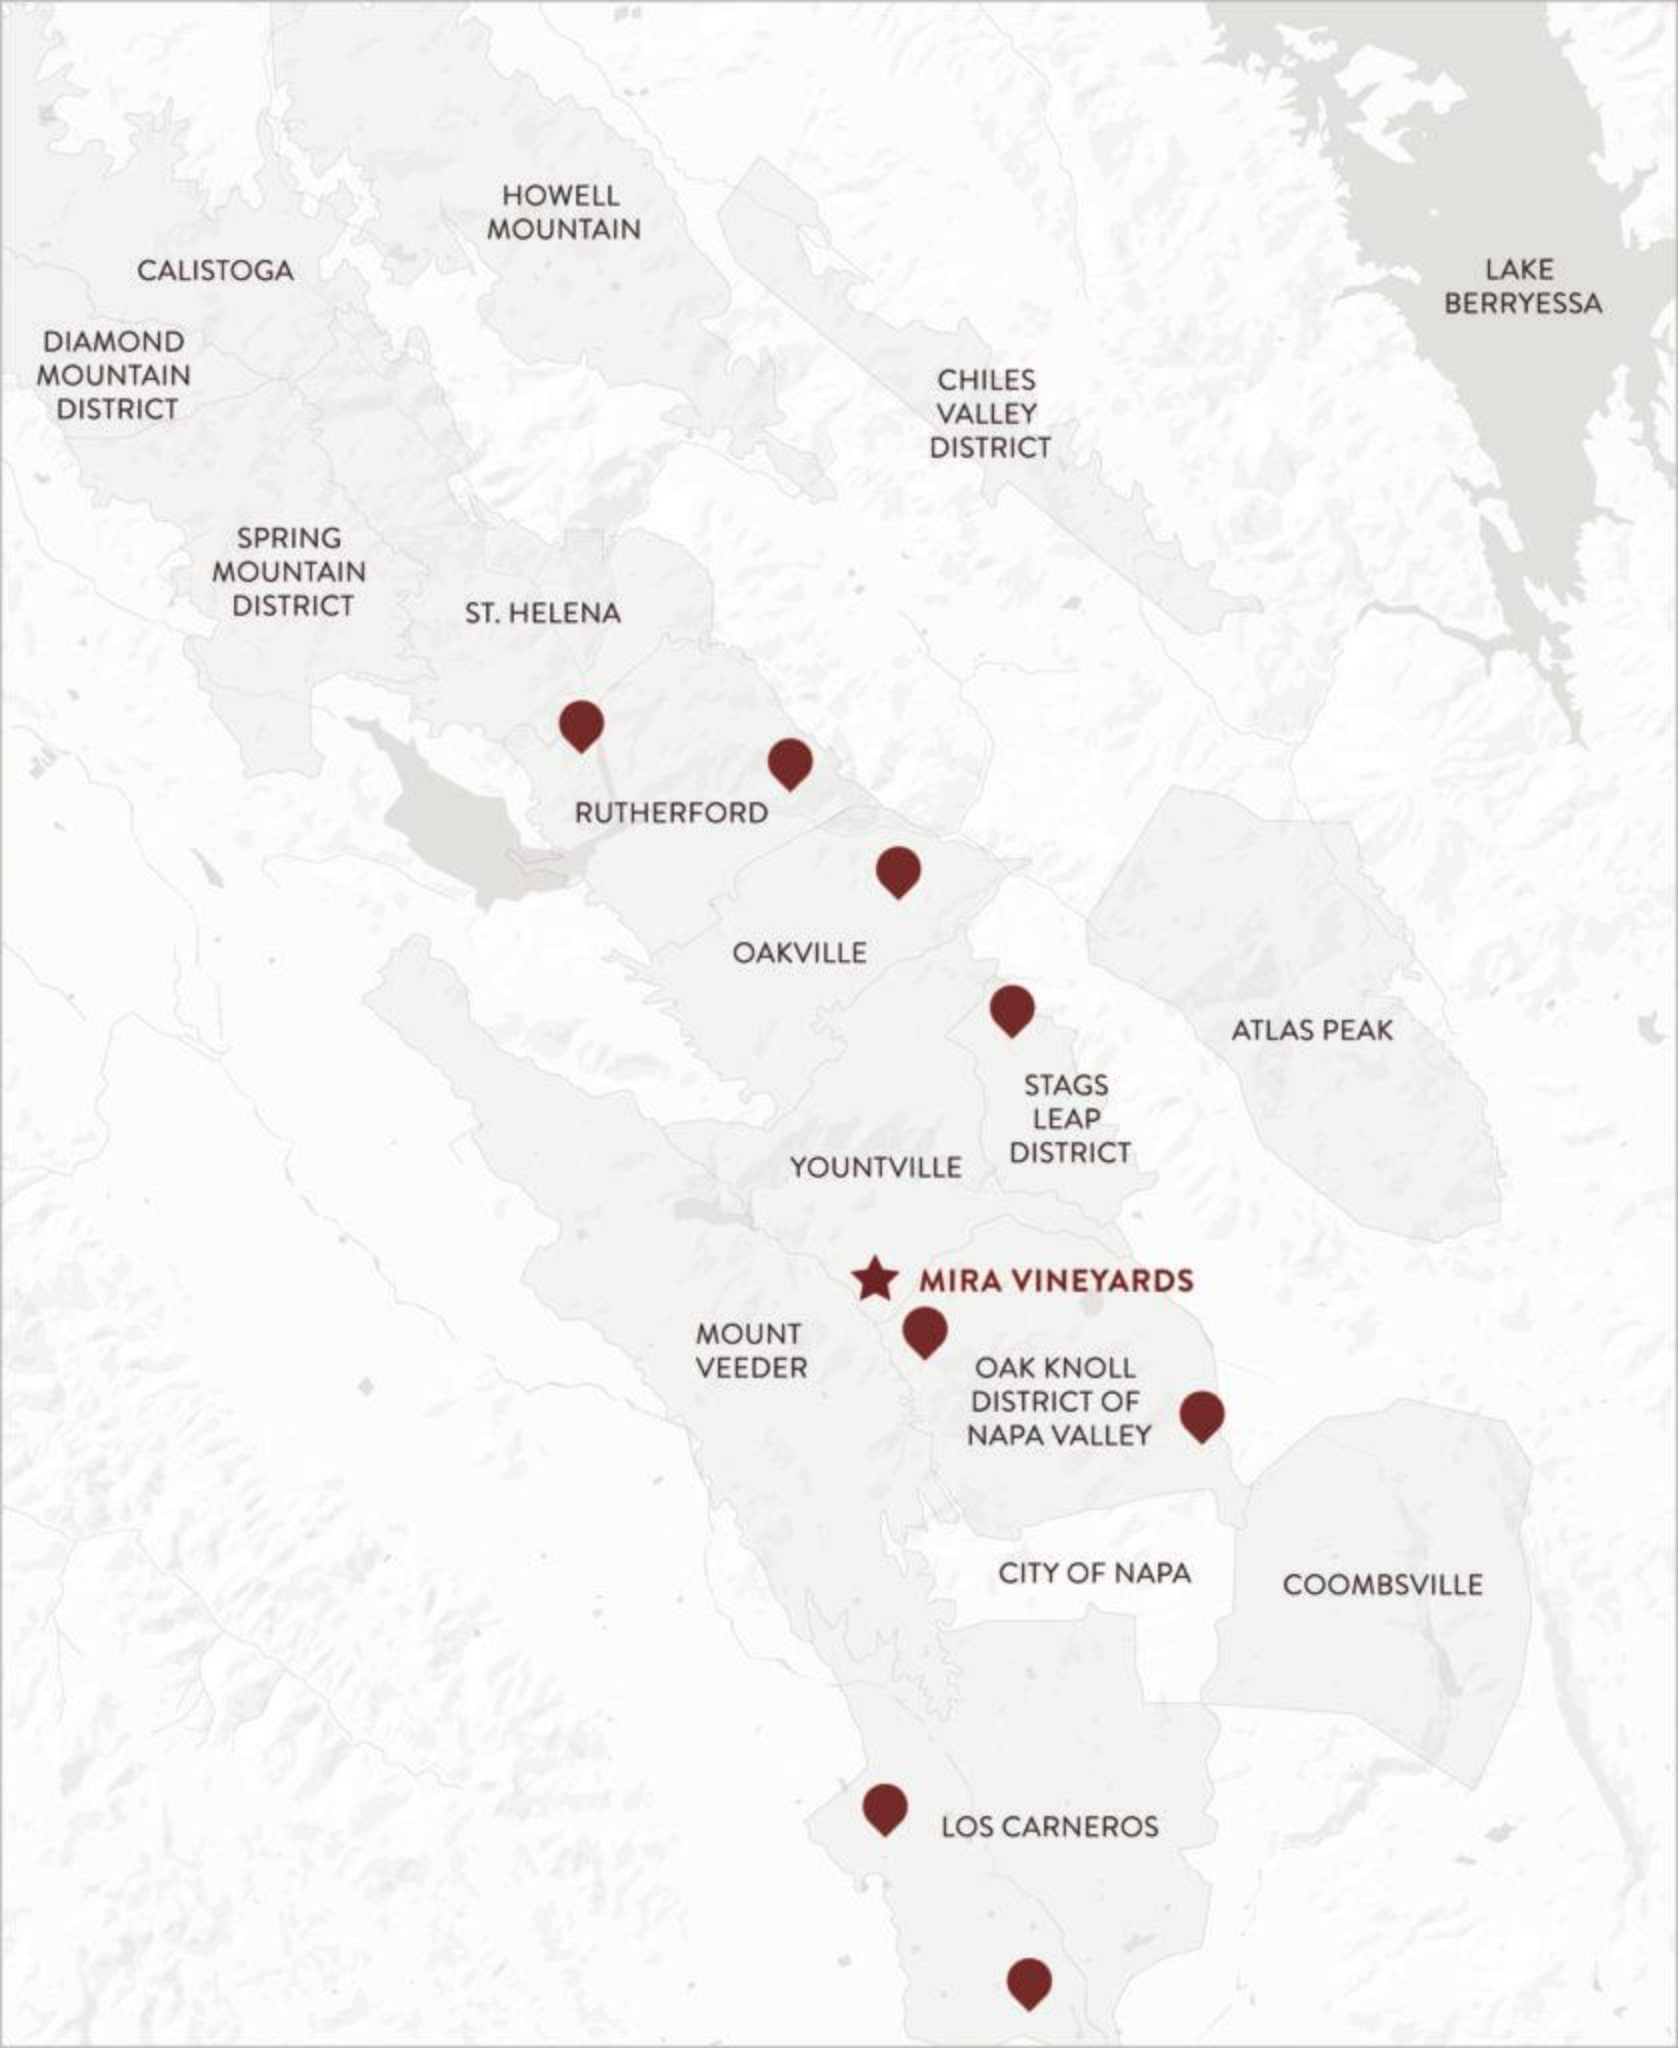 HOWELL
MOUNTAIN
CALISTOGA
LAKE
BERRYESSA
DIAMOND
MOUNTAIN
DISTRICT
CHILES
VALLEY
DISTRICT
SPRING
MOUNTAIN
DISTRICT
ST. HELENA
RUTHERFORD
OAKVILLE
ATLAS PEAK
STAGS
LEAP
DISTRICT
YOUNTVILLE
MIRA VINEYARDS
MOUNT
VEEDER
OAK KNOLL
DISTRICT OF
NAPA VALLEY
CITY OF NAPA
COOMBSVILLE
LOS CARNEROS